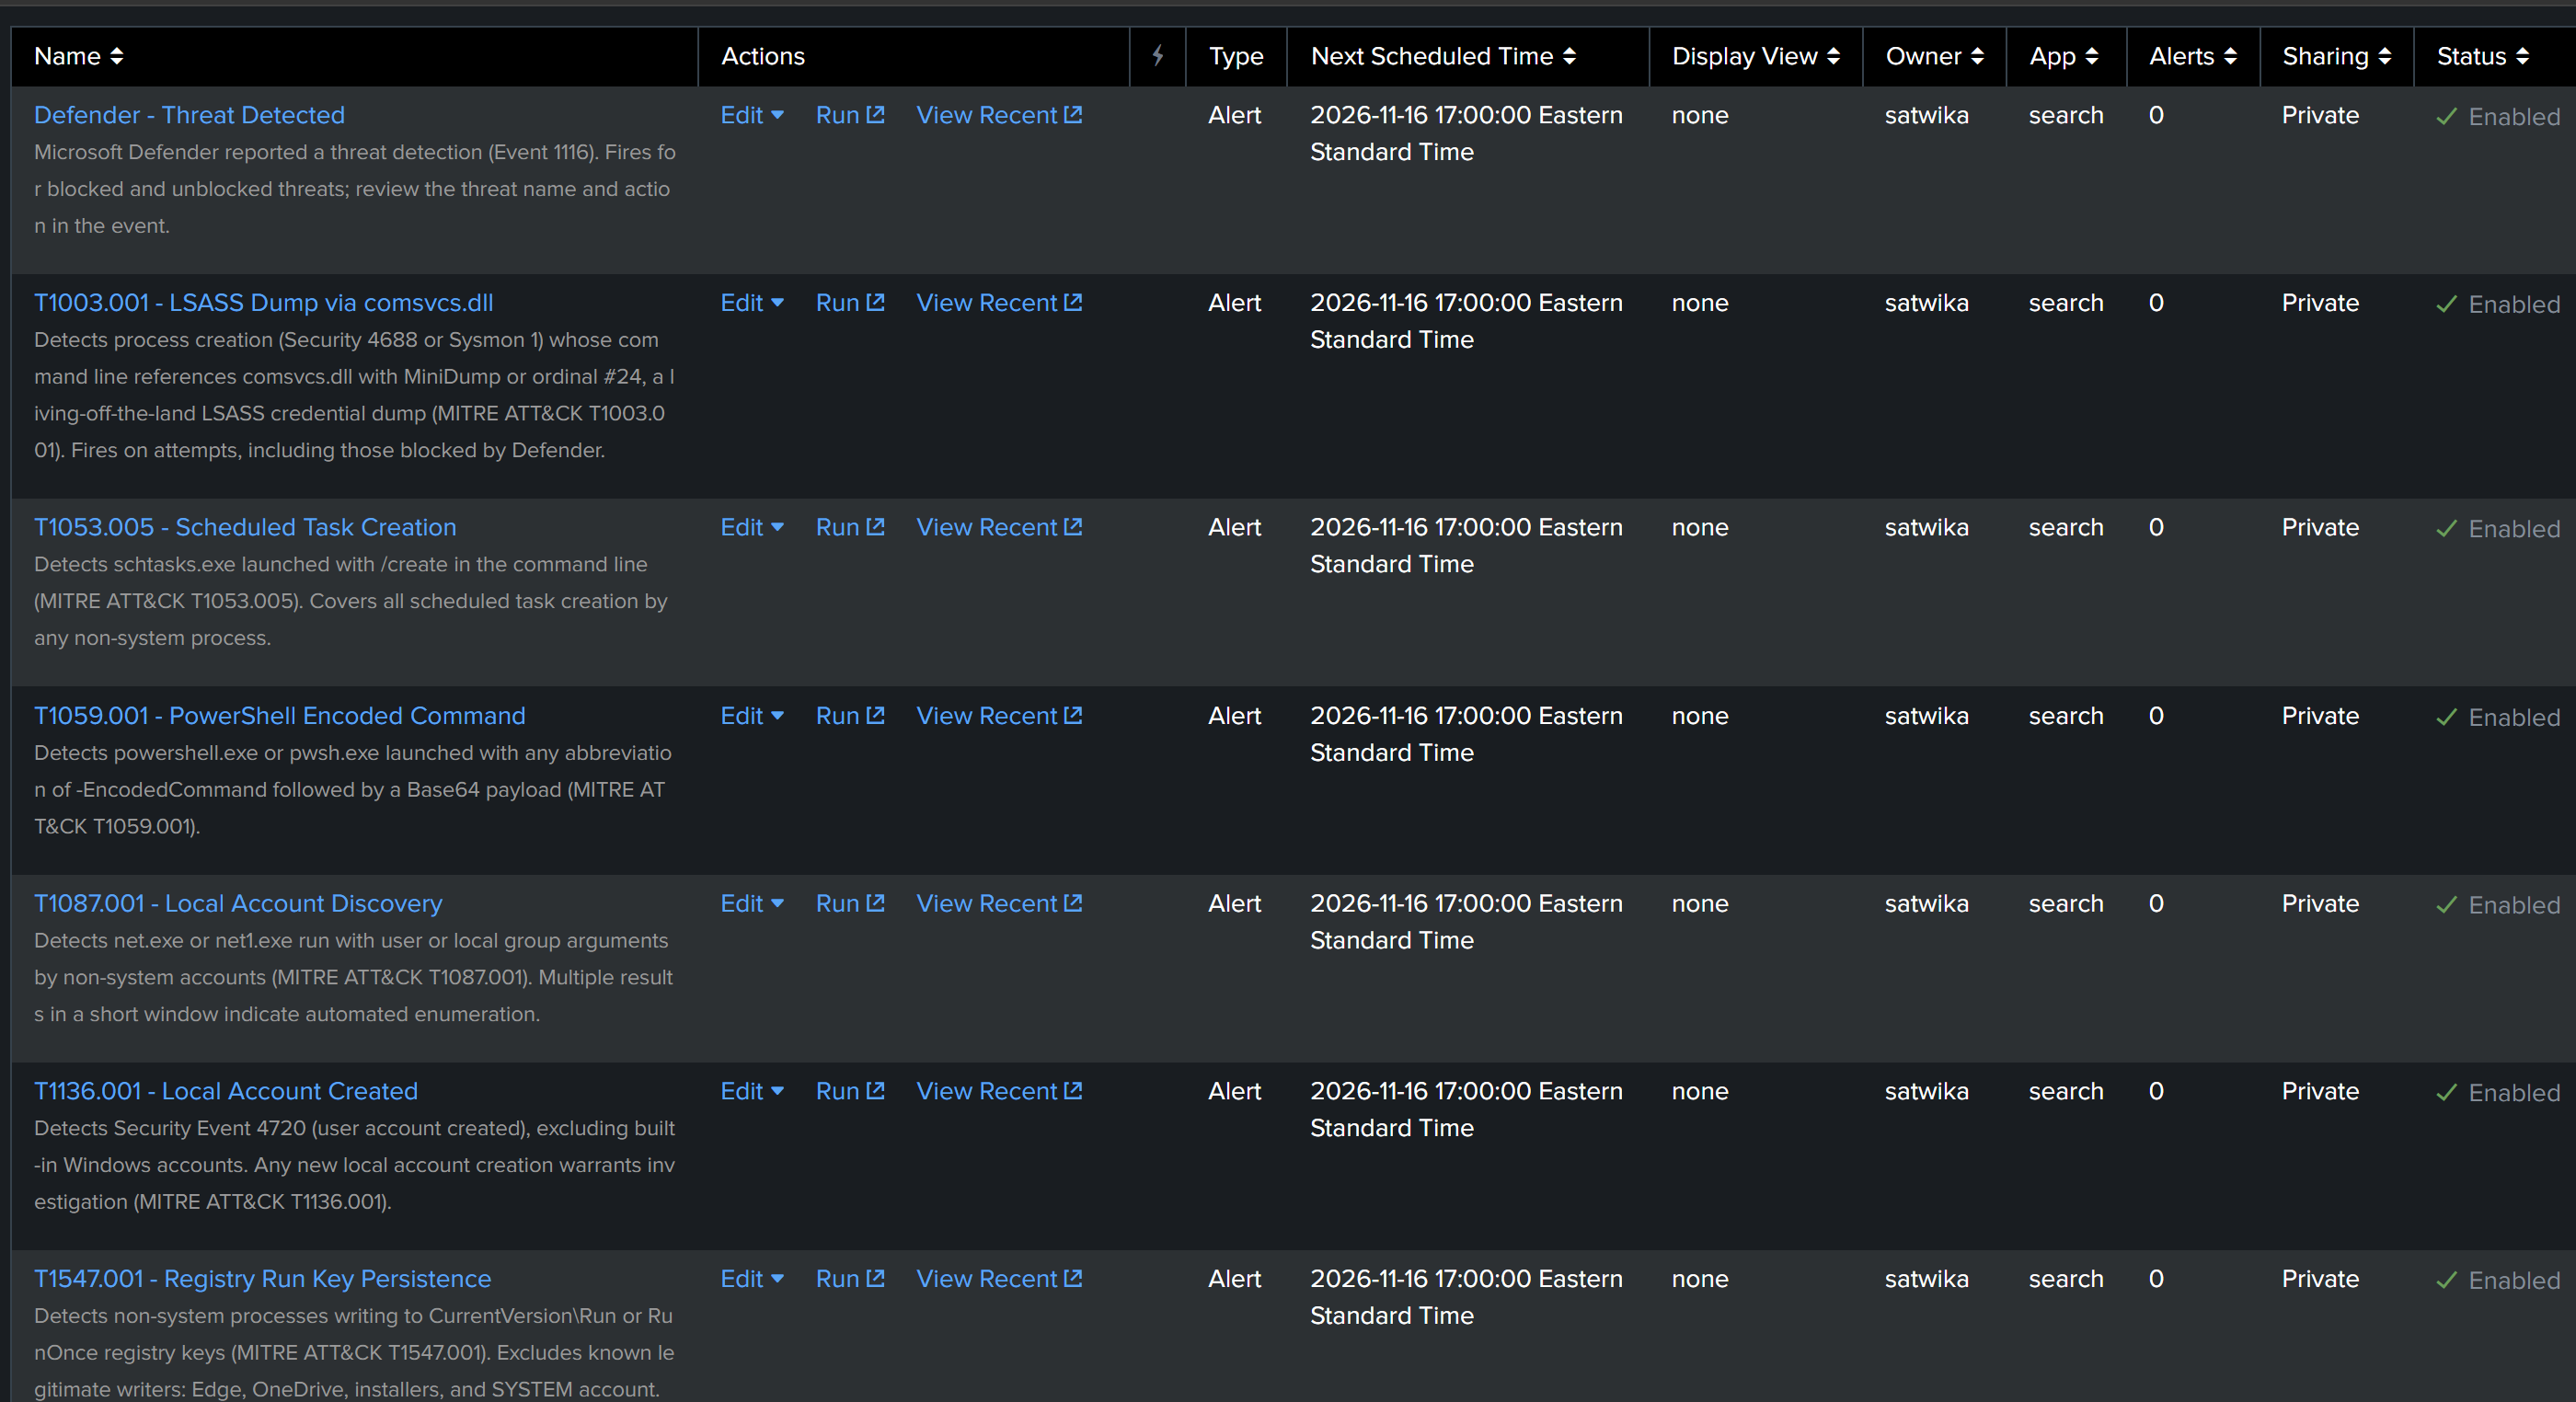 Name Actions Type Next Scheduled Time Display View Owner App Alerts Sharing Status
Defender - Threat Detected Edit Run View Recent Alert 2026-11-16 17:00:00 Eastern none satwika search 0 Private Enabled
Microsoft Defender reported a threat detection (Event 1116). Fires fo Standard Time
r blocked and unblocked threats; review the threat name and actio
n in the event.
T1003.001 - LSASS Dump via comsvcs.dll Edit Run View Recent Alert 2026-11-16 17:00:00 Eastern none satwika search 0 Private Enabled
Detects process creation (Security 4688 or Sysmon 1) whose com Standard Time
mand line references comsvcs.dll with MiniDump or ordinal #24, a l
iving-off-the-land LSASS credential dump (MITRE ATT&CK T1003.0
01). Fires on attempts, including those blocked by Defender.
T1053.005 - Scheduled Task Creation Edit Run View Recent Alert 2026-11-16 17:00:00 Eastern none satwika search 0 Private Enabled
Detects schtasks.exe launched with /create in the command line Standard Time
(MITRE ATT&CK T1053.005). Covers all scheduled task creation by
any non-system process.
T1059.001 - PowerShell Encoded Command Edit Run View Recent Alert 2026-11-16 17:00:00 Eastern none satwika search 0 Private Enabled
Detects powershell.exe or pwsh.exe launched with any abbreviatio Standard Time
n of -EncodedCommand followed by a Base64 payload (MITRE AT
T&CK T1059.001).
T1087.001 - Local Account Discovery Edit Run View Recent Alert 2026-11-16 17:00:00 Eastern none satwika search 0 Private Enabled
Detects net.exe or net1.exe run with user or local group arguments Standard Time
by non-system accounts (MITRE ATT&CK T1087.001). Multiple result
s in a short window indicate automated enumeration.
T1136.001 - Local Account Created Edit Run View Recent Alert 2026-11-16 17:00:00 Eastern none satwika search 0 Private Enabled
Detects Security Event 4720 (user account created), excluding built Standard Time
-in Windows accounts. Any new local account creation warrants inv
estigation (MITRE ATT&CK T1136.001).
T1547.001 - Registry Run Key Persistence Edit Run View Recent Alert 2026-11-16 17:00:00 Eastern none satwika search 0 Private Enabled
Detects non-system processes writing to CurrentVersion\Run or Ru Standard Time
nOnce registry keys (MITRE ATT&CK T1547.001). Excludes known le
gitimate writers: Edge, OneDrive, installers, and SYSTEM account.